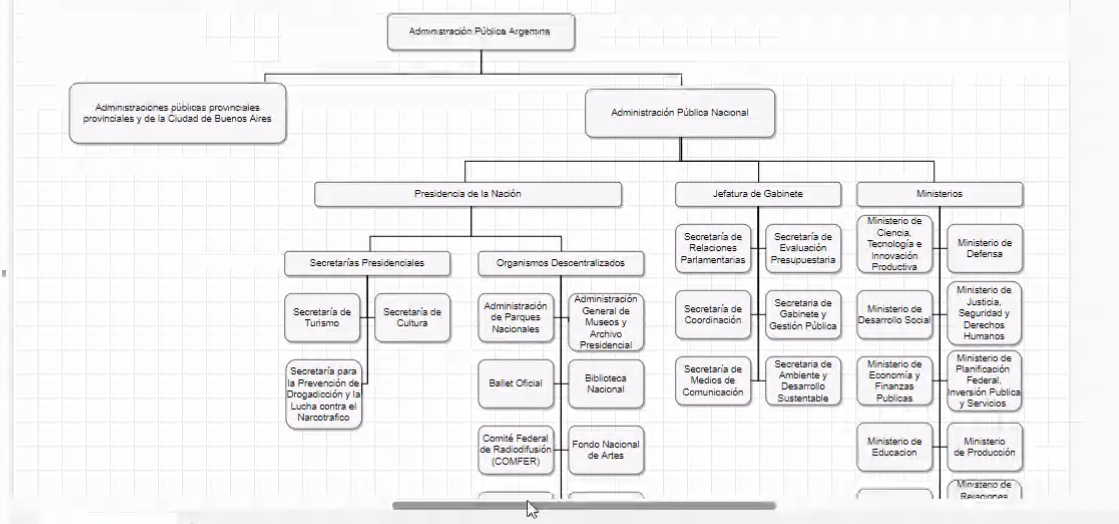 Administración Pública Argentina
Administraciones públicas provinciales
provinciales y de la Ciudad de Buenos Aires
Administración Pública Nacional
Presidencia de la Nación
Jefatura de Gabinete
Ministerios
Secretarías Presidenciales
Organismos Descentralizados
Secretaría de
Turismo
Secretaría de
Cultura
Secretaría para
la Prevención de
Drogadicción y la
Lucha contra el
Narcotrafico
Administración
de Parques
Nacionales
Administración
General de
Museos y
Archivo
Presidencial
Ballet Oficial
Biblioteca
Nacional
Comité Federal
de Radiodifusión
(COMFER)
Fondo Nacional
de Artes
Secretaría de
Relaciones
Parlamentarias
Secretaría de
Evaluación
Presupuestaria
Secretaría de
Coordinación
Secretaria de
Gabinete y
Gestión Pública
Secretaría de
Medios de
Comunicación
Secretaria de
Ambiente y
Desarrollo
Sustentable
Ministerio de
Ciencia,
Tecnología e
Innovación
Productiva
Ministerio de
Defensa
Ministerio de
Desarrollo Social
Ministerio de
Justicia,
Seguridad y
Derechos
Humanos
Ministerio de
Economía y
Finanzas
Publicas
Ministerio de
Planificación
Federal,
Inversión Publica
y Servicios
Ministerio de
Educacion
Ministerio
de Producción
Ministerio de
Relaciones